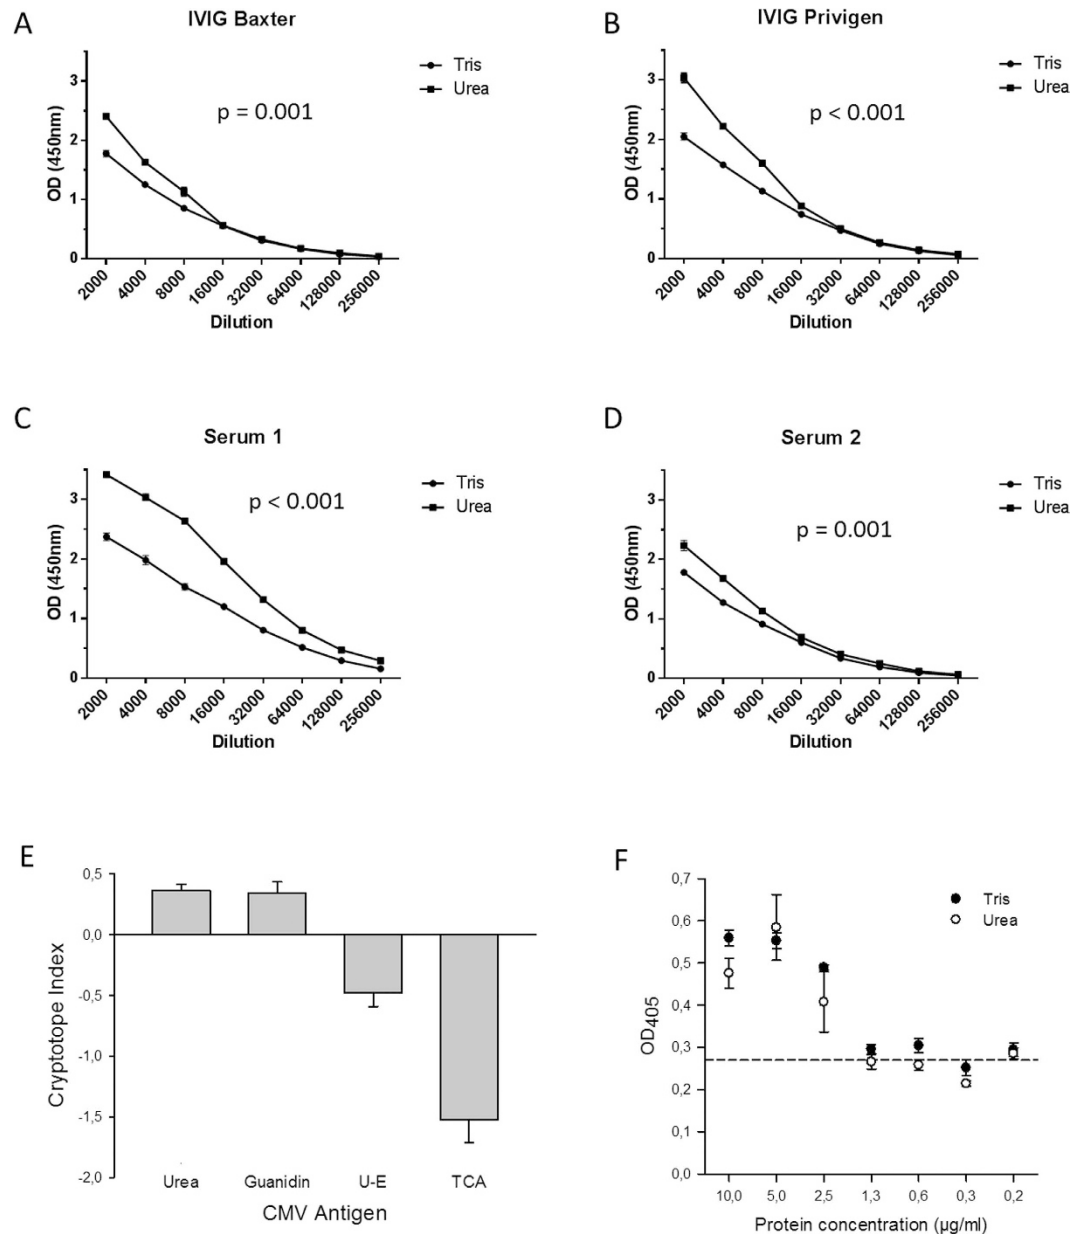 A
IVIG Baxter
OD (450nm)
3
2
1
0
p = 0.001
Tris
Urea
2000
4000
8000
16000
32000
64000
128000
256000
Dilution
B
IVIG Privigen
OD (450nm)
3
2
1
0
p < 0.001
Tris
Urea
2000
4000
8000
16000
32000
64000
128000
256000
Dilution
C
Serum 1
OD (450nm)
3
2
1
0
p < 0.001
Tris
Urea
2000
4000
8000
16000
32000
64000
128000
256000
Dilution
D
Serum 2
OD (450nm)
3
2
1
0
p = 0.001
Tris
Urea
2000
4000
8000
16000
32000
64000
128000
256000
Dilution
E
Cryptotope Index
0,5
0,0
-0,5
-1,0
-1,5
-2,0
Urea Guanidin U-E TCA
CMV Antigen
F
OD405
0,7
0,6
0,5
0,4
0,3
0,2
0,1
0,0
Tris
Urea
10,0 5,0 2,5 1,3 0,6 0,3 0,2
Protein concentration (µg/ml)